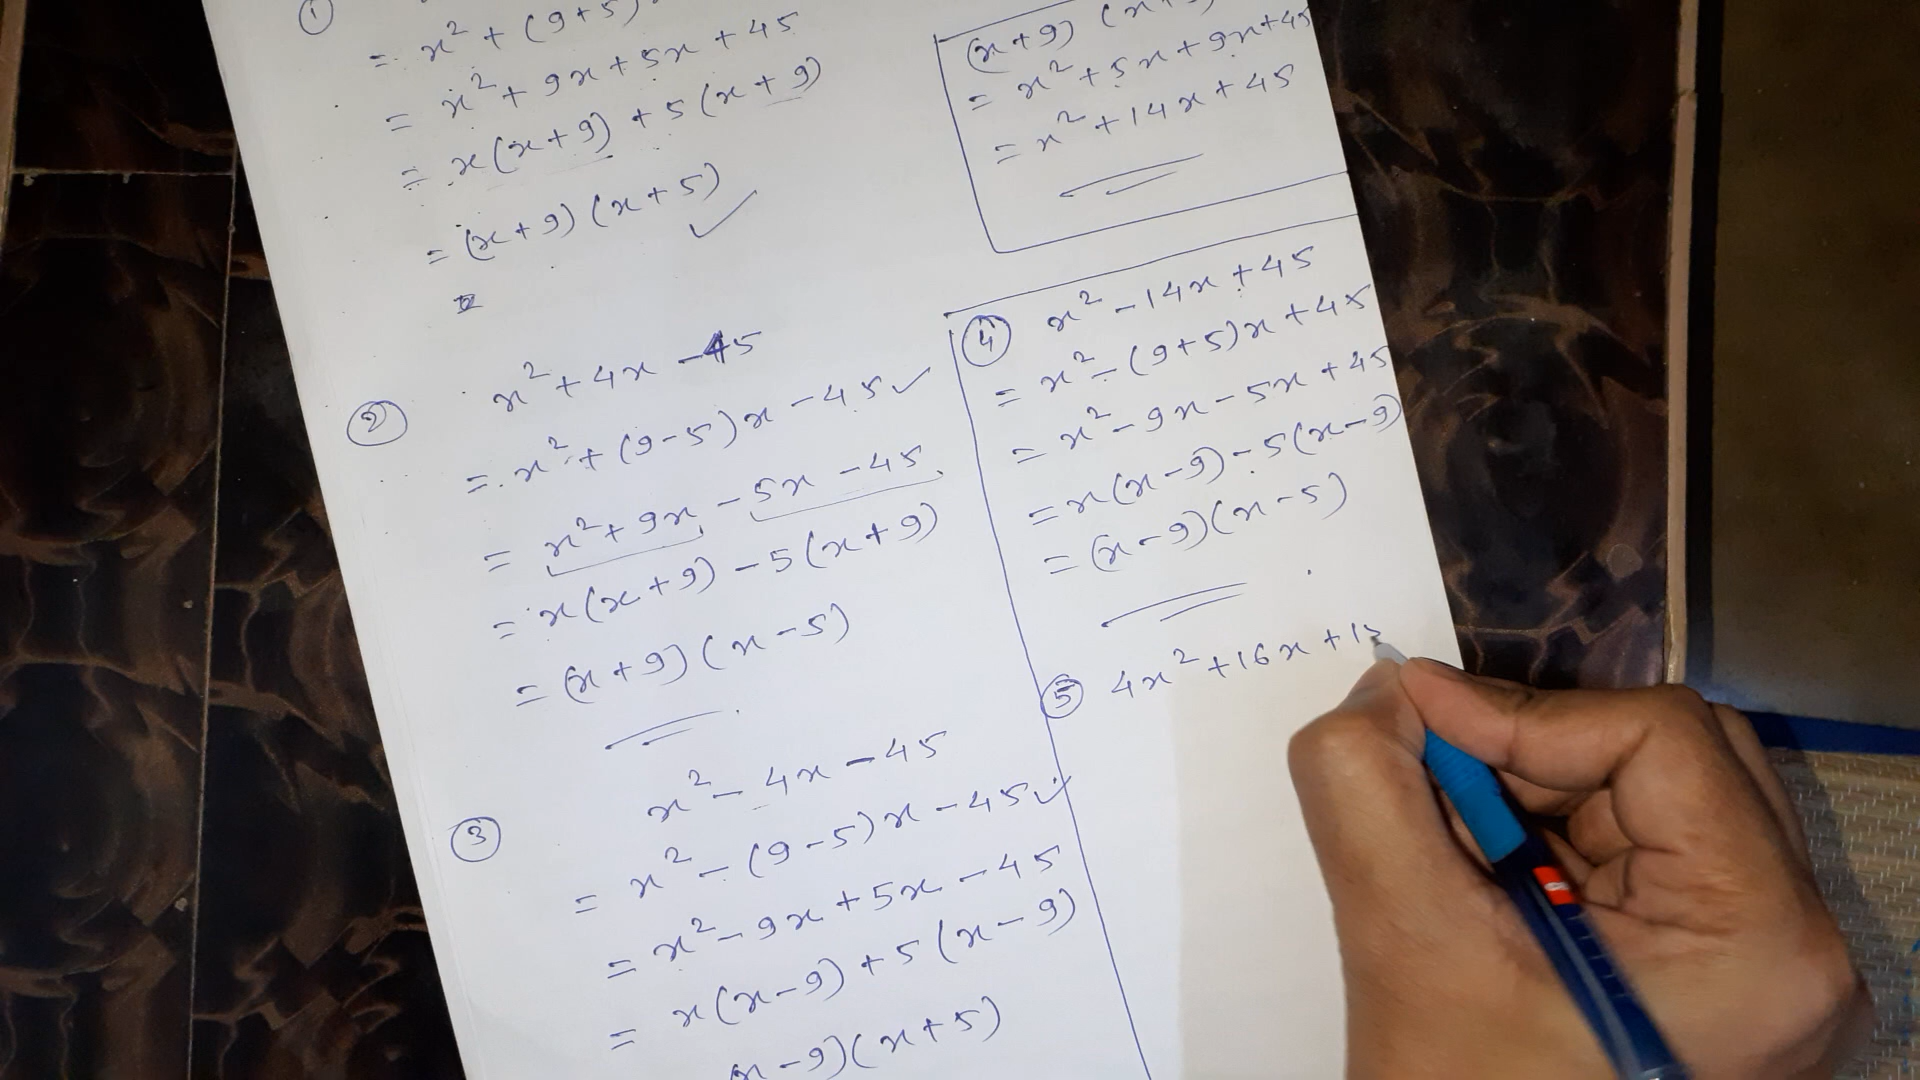 ①
= x² + (9+5)
= x² + 9x + 5x + 45
= x(x+9) + 5(x+9)
= (x+9)(x+5) ✓
(x+9)(x+
= x² + 5x + 9x + 45
= x² + 14x + 45
② x² + 4x - 45
= x² + (9-5)x - 45 ✓
= x² + 9x - 5x - 45
= x(x+9) - 5(x+9)
= (x+9)(x-5)
③ x² - 4x - 45
= x² - (9-5)x - 45 ✓
= x² - 9x + 5x - 45
= x(x-9) + 5(x-9)
(x-9)(x+5)
④ x² - 14x + 45
= x² - (9+5)x + 45
= x² - 9x - 5x + 45
= x(x-9) - 5(x-9)
= (x-9)(x-5)
⑤ 4x² + 16x + 1